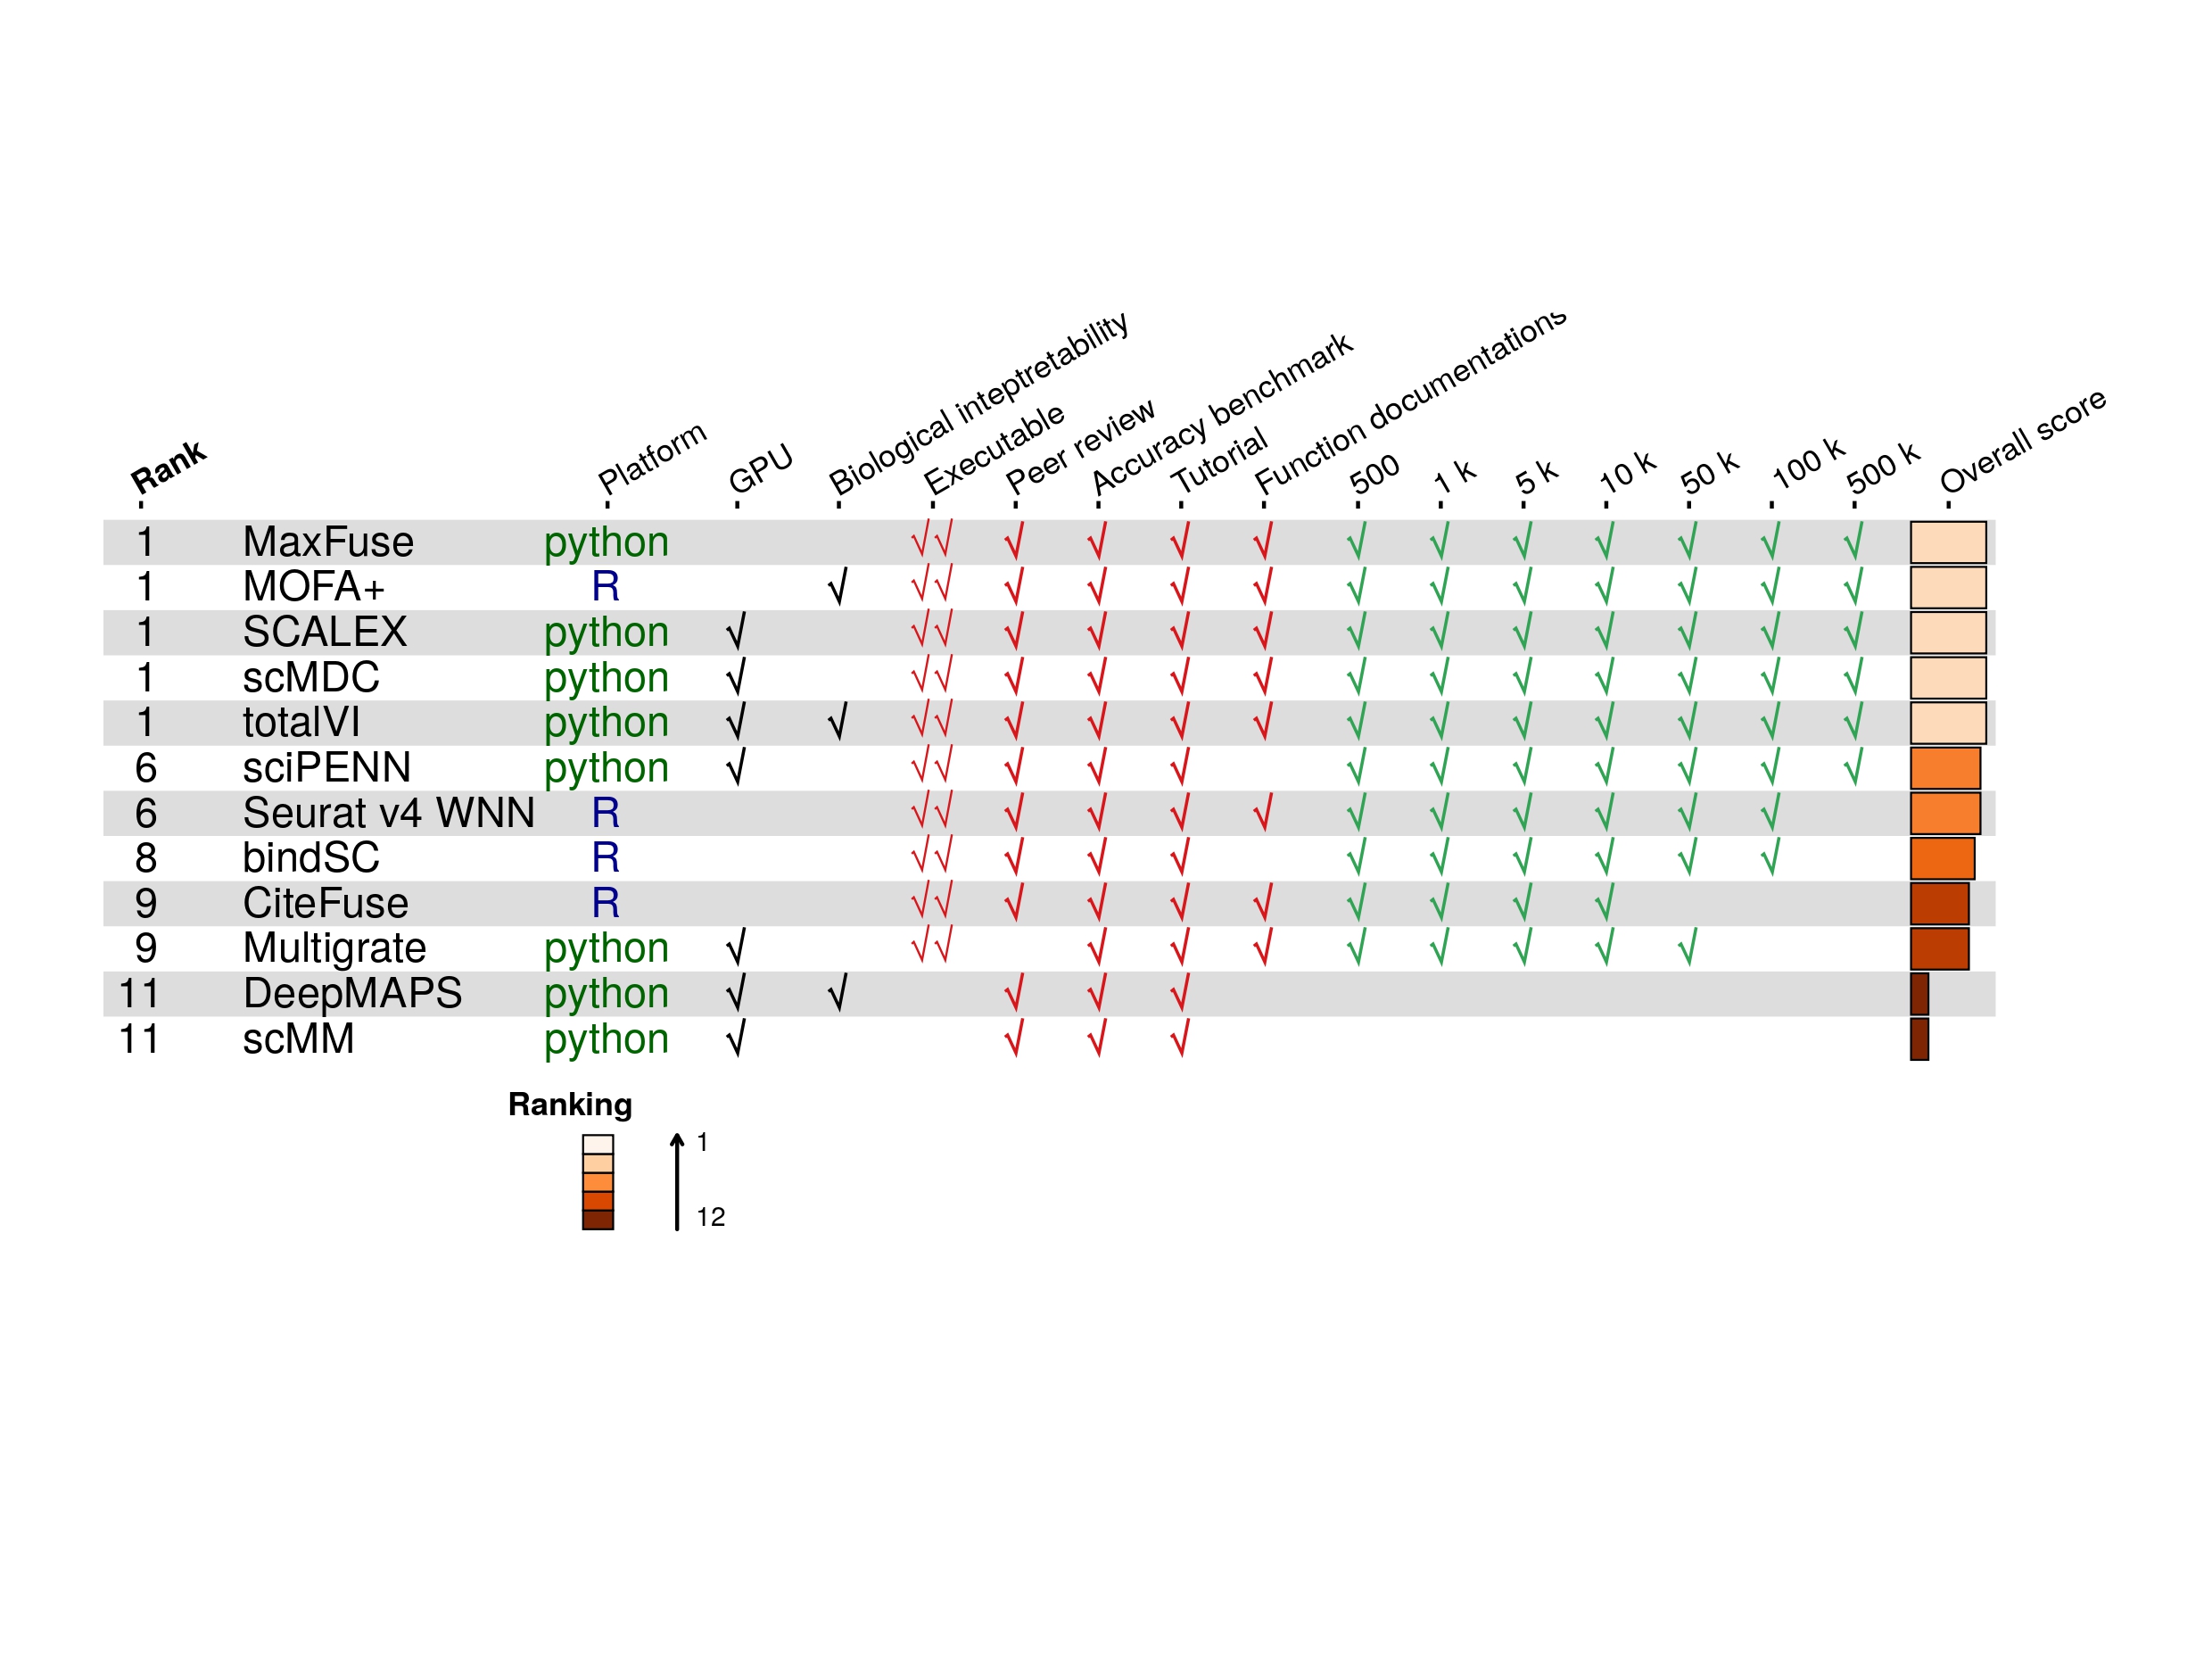 Rank Platform GPU Biological inteptretability Executable Peer review Accuracy benchmark Tutorial Function documentations 500 1 k 5 k 10 k 50 k 100 k 500 k Overall score
1 MaxFuse python √√ √ √ √ √ √ √ √ √ √ √ √
1 MOFA+ R √ √√ √ √ √ √ √ √ √ √ √ √ √
1 SCALEX python √ √√ √ √ √ √ √ √ √ √ √ √ √
1 scMDC python √ √√ √ √ √ √ √ √ √ √ √ √ √
1 totalVI python √ √ √√ √ √ √ √ √ √ √ √ √ √ √
6 sciPENN python √ √√ √ √ √ √ √ √ √ √ √ √
6 Seurat v4 WNN R √√ √ √ √ √ √ √ √ √ √ √
8 bindSC R √√ √ √ √ √ √ √ √ √ √
9 CiteFuse R √√ √ √ √ √ √ √ √ √
9 Multigrate python √ √√ √ √ √ √ √ √ √ √
11 DeepMAPS python √ √ √ √ √
11 scMM python √ √ √ √
Ranking
1
12